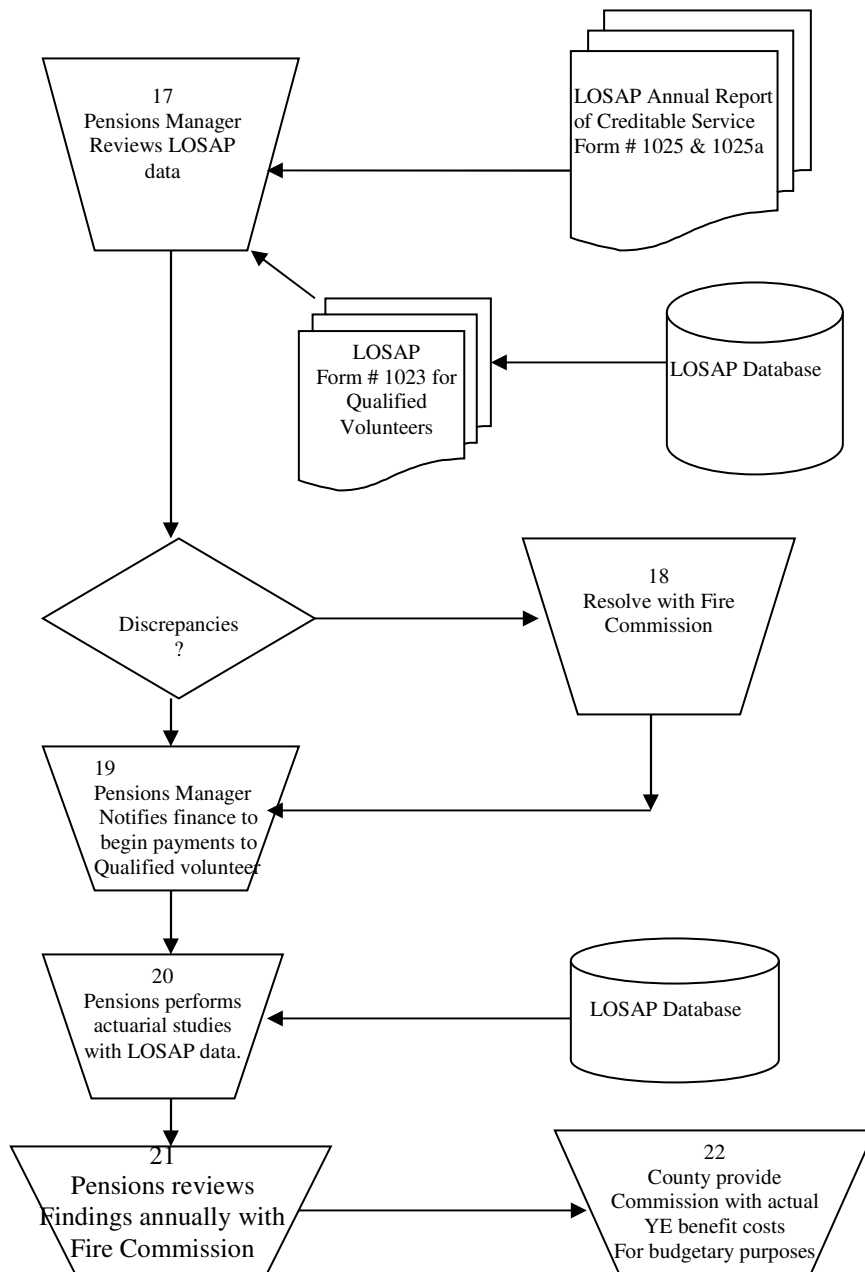 17
Pensions Manager
Reviews LOSAP
data
LOSAP Annual Report
of Creditable Service
Form # 1025 & 1025a
LOSAP
Form # 1023 for
Qualified
Volunteers
LOSAP Database
Discrepancies
?
18
Resolve with Fire
Commission
19
Pensions Manager
Notifies finance to
begin payments to
Qualified volunteer
20
Pensions performs
actuarial studies
with LOSAP data.
LOSAP Database
21
Pensions reviews
Findings annually with
Fire Commission
22
County provide
Commission with actual
YE benefit costs
For budgetary purposes